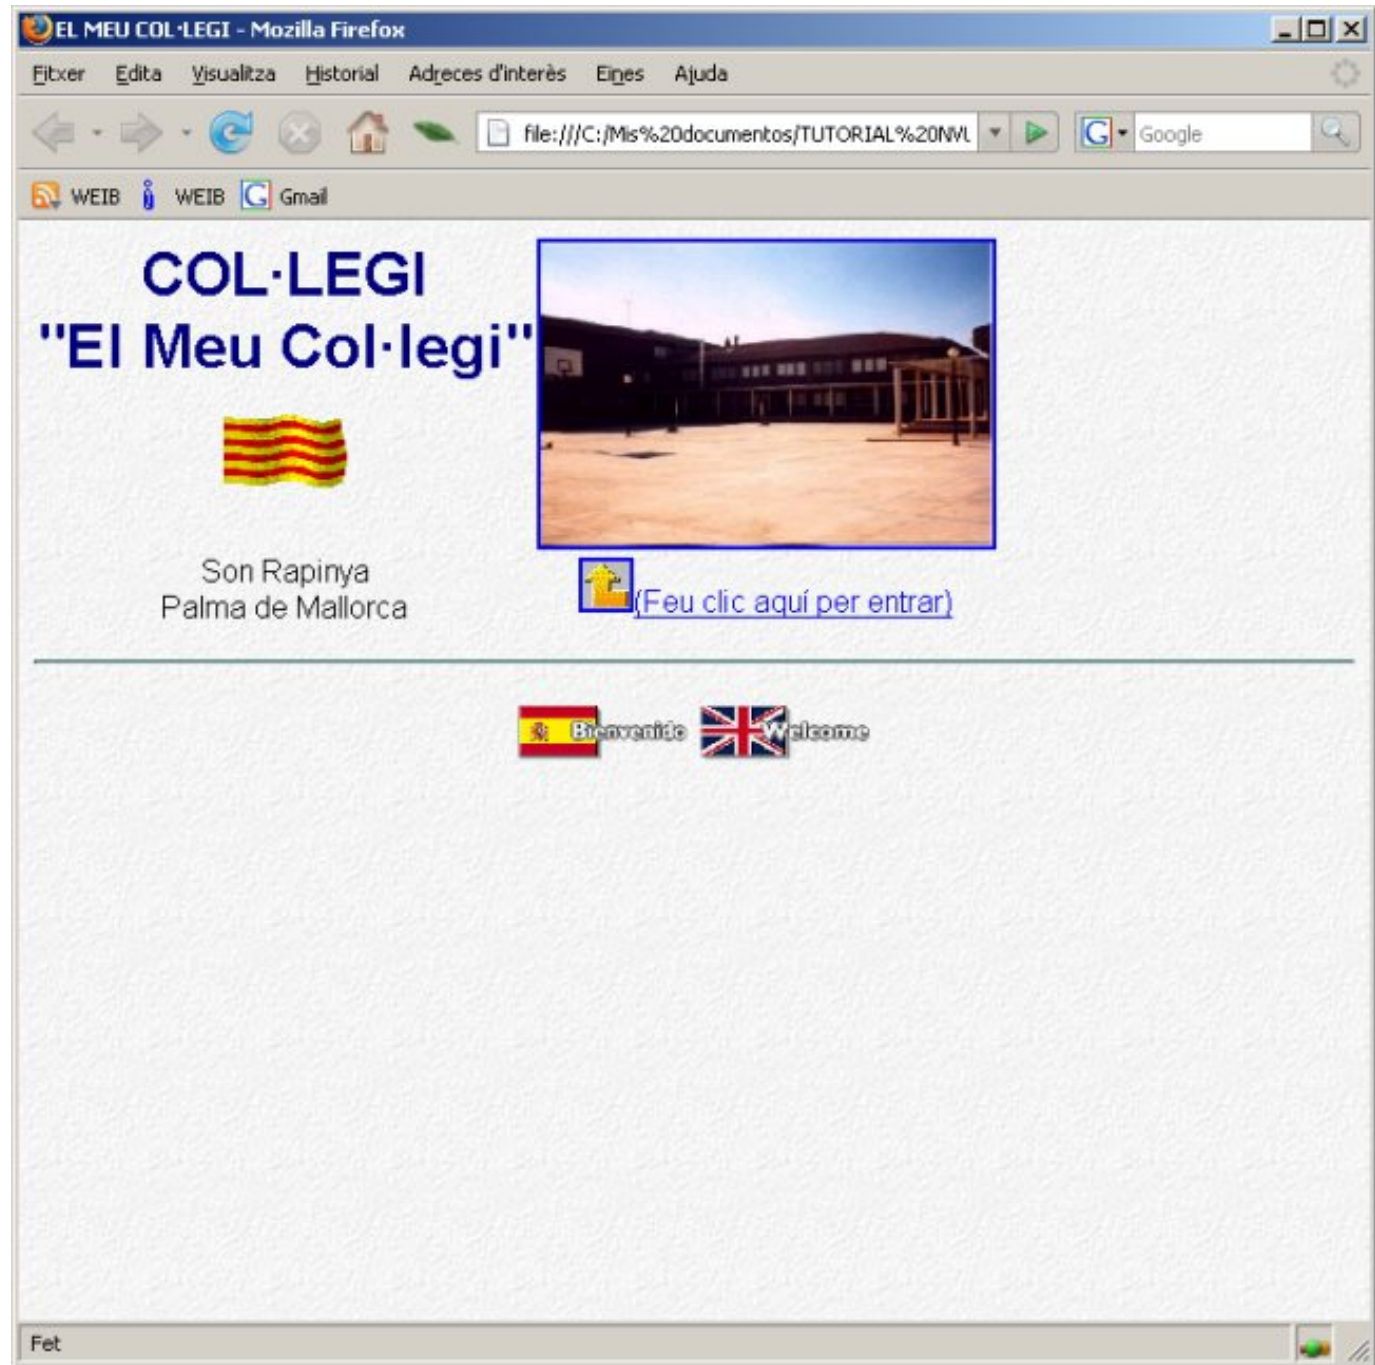 EL MEU COL·LEGI - Mozilla Firefox
Fitxer Edita Visualitza Historial Adreces d'interès Eines Ajuda
file:///C:/Mis%20documentos/TUTORIAL%20NVU G Google
WEIB WEIB G Gmail
COL·LEGI
"El Meu Col·legi"
Son Rapinya
Palma de Mallorca
(Feu clic aquí per entrar)
Bienvenido Welcome
Fet